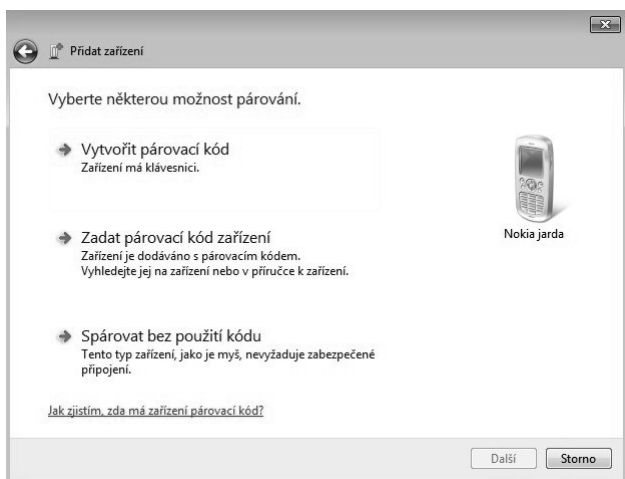 Přidat zařízení
Vyberte některou možnost párování.
Vytvořit párovací kód
Zařízení má klávesnici.
Zadat párovací kód zařízení
Zařízení je dodáváno s párovacím kódem.
Vyhledejte jej na zařízení nebo v příručce k zařízení.
Nokia jarda
Spárovat bez použití kódu
Tento typ zařízení, jako je myš, nevyžaduje zabezpečené
připojení.
Jak zjistím, zda má zařízení párovací kód?
Další
Storno